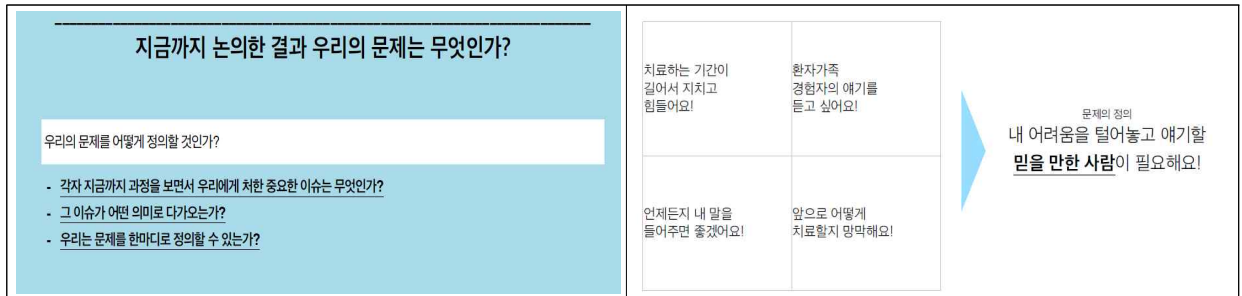 지금까지 논의한 결과 우리의 문제는 무엇인가?
우리의 문제를 어떻게 정의할 것인가?
- 각자 지금까지 과정을 보면서 우리에게 처한 중요한 이슈는 무엇인가?
- 그 이슈가 어떤 의미로 다가오는가?
- 우리는 문제를 한마디로 정의할 수 있는가?
치료하는 기간이
길어서 지치고
힘들어요!
환자가족
경험자의 얘기를
듣고 싶어요!
언제든지 내 말을
들어주면 좋겠어요!
앞으로 어떻게
치료할지 망막해요!
문제의 정의
내 어려움을 털어놓고 얘기할
믿을 만한 사람이 필요해요!